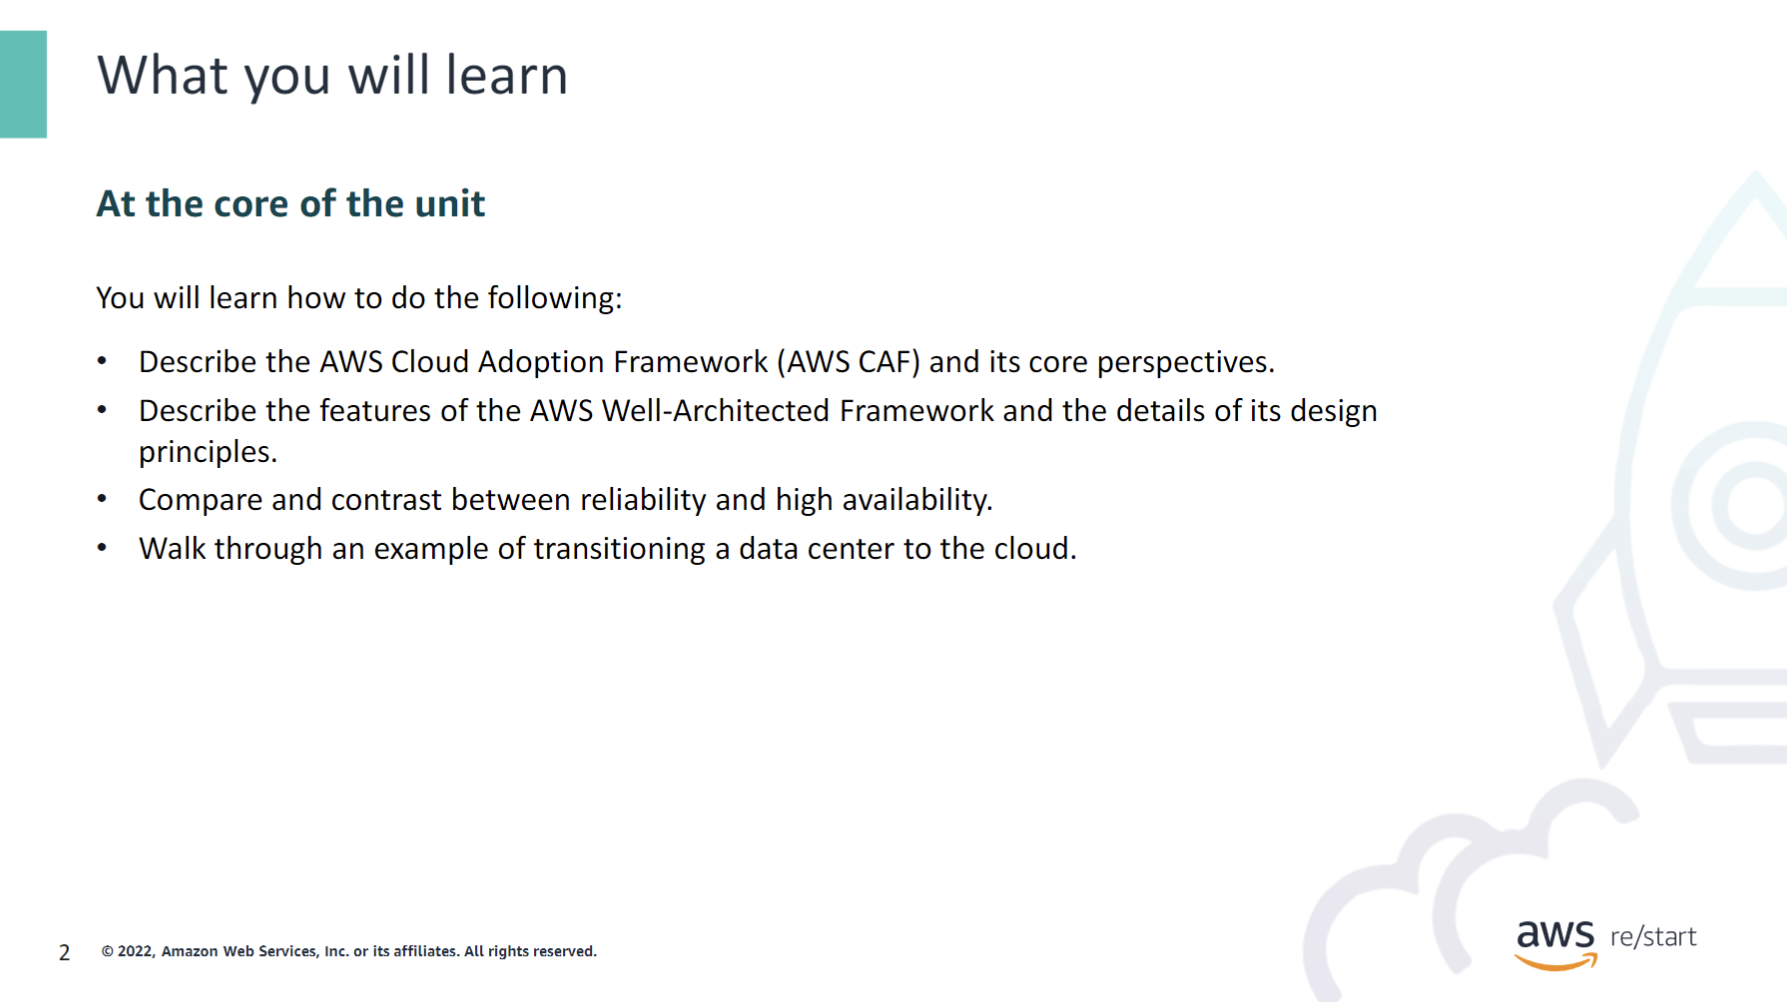 What you will learn
At the core of the unit
You will learn how to do the following:
• Describe the AWS Cloud Adoption Framework (AWS CAF) and its core perspectives.
• Describe the features of the AWS Well-Architected Framework and the details of its design
principles.
• Compare and contrast between reliability and high availability.
• Walk through an example of transitioning a data center to the cloud.
2 © 2022, Amazon Web Services, Inc. or its affiliates. All rights reserved.
aws re/start